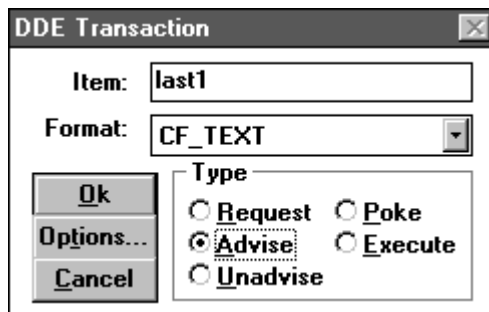 DDE Transaction
Item: last1
Format: CF_TEXT
Type
Ok
Options...
Cancel
Request Poke
Advise Execute
Unadvise